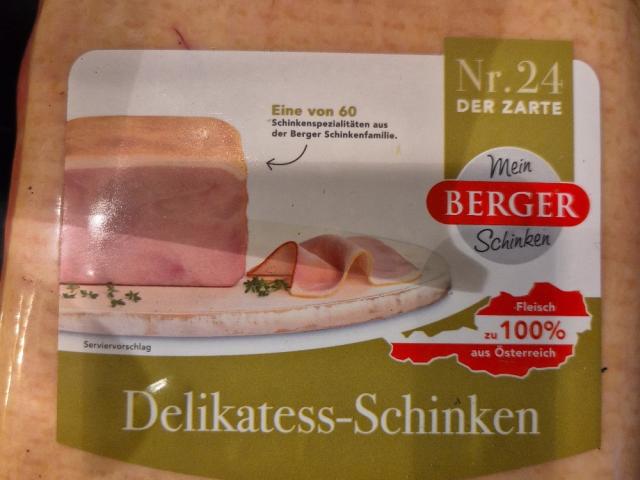 Nr. 24
DER ZARTE
Eine von 60
Schinkenspezialitäten aus
der Berger Schinkenfamilie.
Mein
BERGER
Schinken
Fleisch
zu 100%
aus Österreich
Serviervorschlag
Delikatess-Schinken